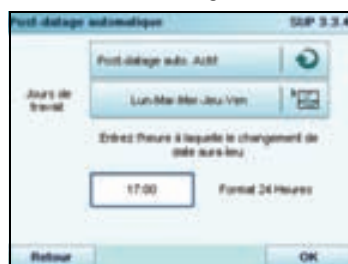 Post-datage automatique SUP 3.3.4
Post-datage auto. Actif
Jours de
travail
Lun-Mar-Mer-Jeu-Ven
Entrez l'heure à laquelle le changement de
date aura lieu
17:00 Format 24 Heures
Retour OK